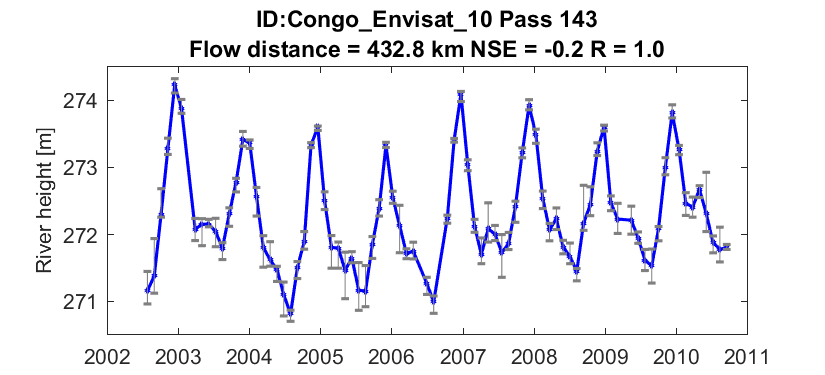 ID:Congo_Envisat_10 Pass 143
Flow distance = 432.8 km NSE = -0.2 R = 1.0
River height [m]
274
273
272
271
2002 2003 2004 2005 2006 2007 2008 2009 2010 2011